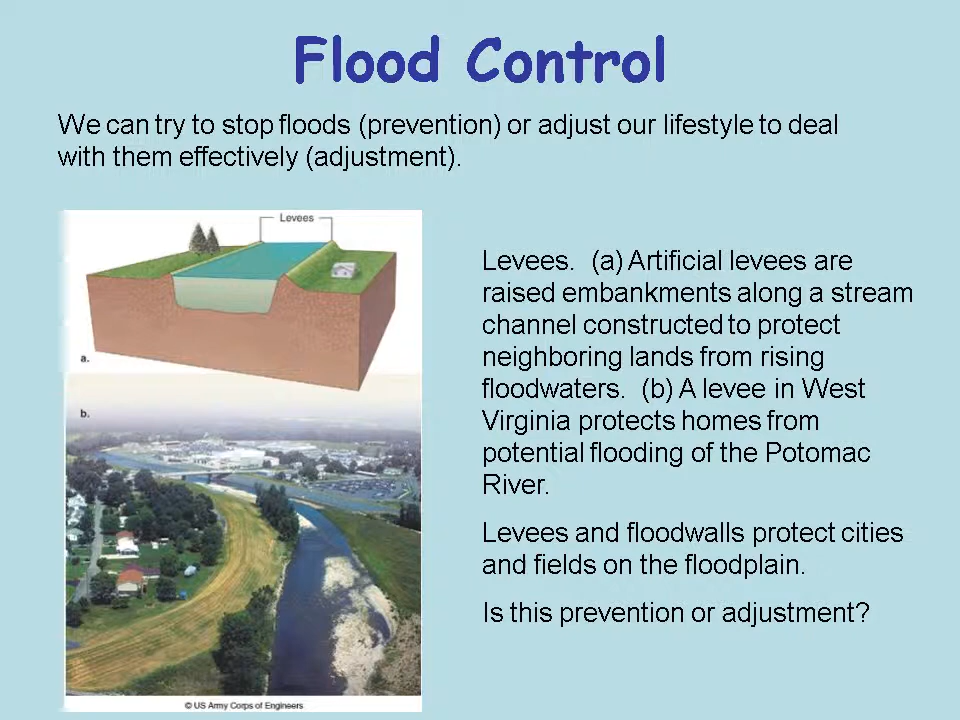 Flood Control
We can try to stop floods (prevention) or adjust our lifestyle to deal
with them effectively (adjustment).
Levees
a.
b.
© US Army Corps of Engineers
Levees.  (a) Artificial levees are
raised embankments along a stream
channel constructed to protect
neighboring lands from rising
floodwaters.  (b) A levee in West
Virginia protects homes from
potential flooding of the Potomac
River.
Levees and floodwalls protect cities
and fields on the floodplain.
Is this prevention or adjustment?